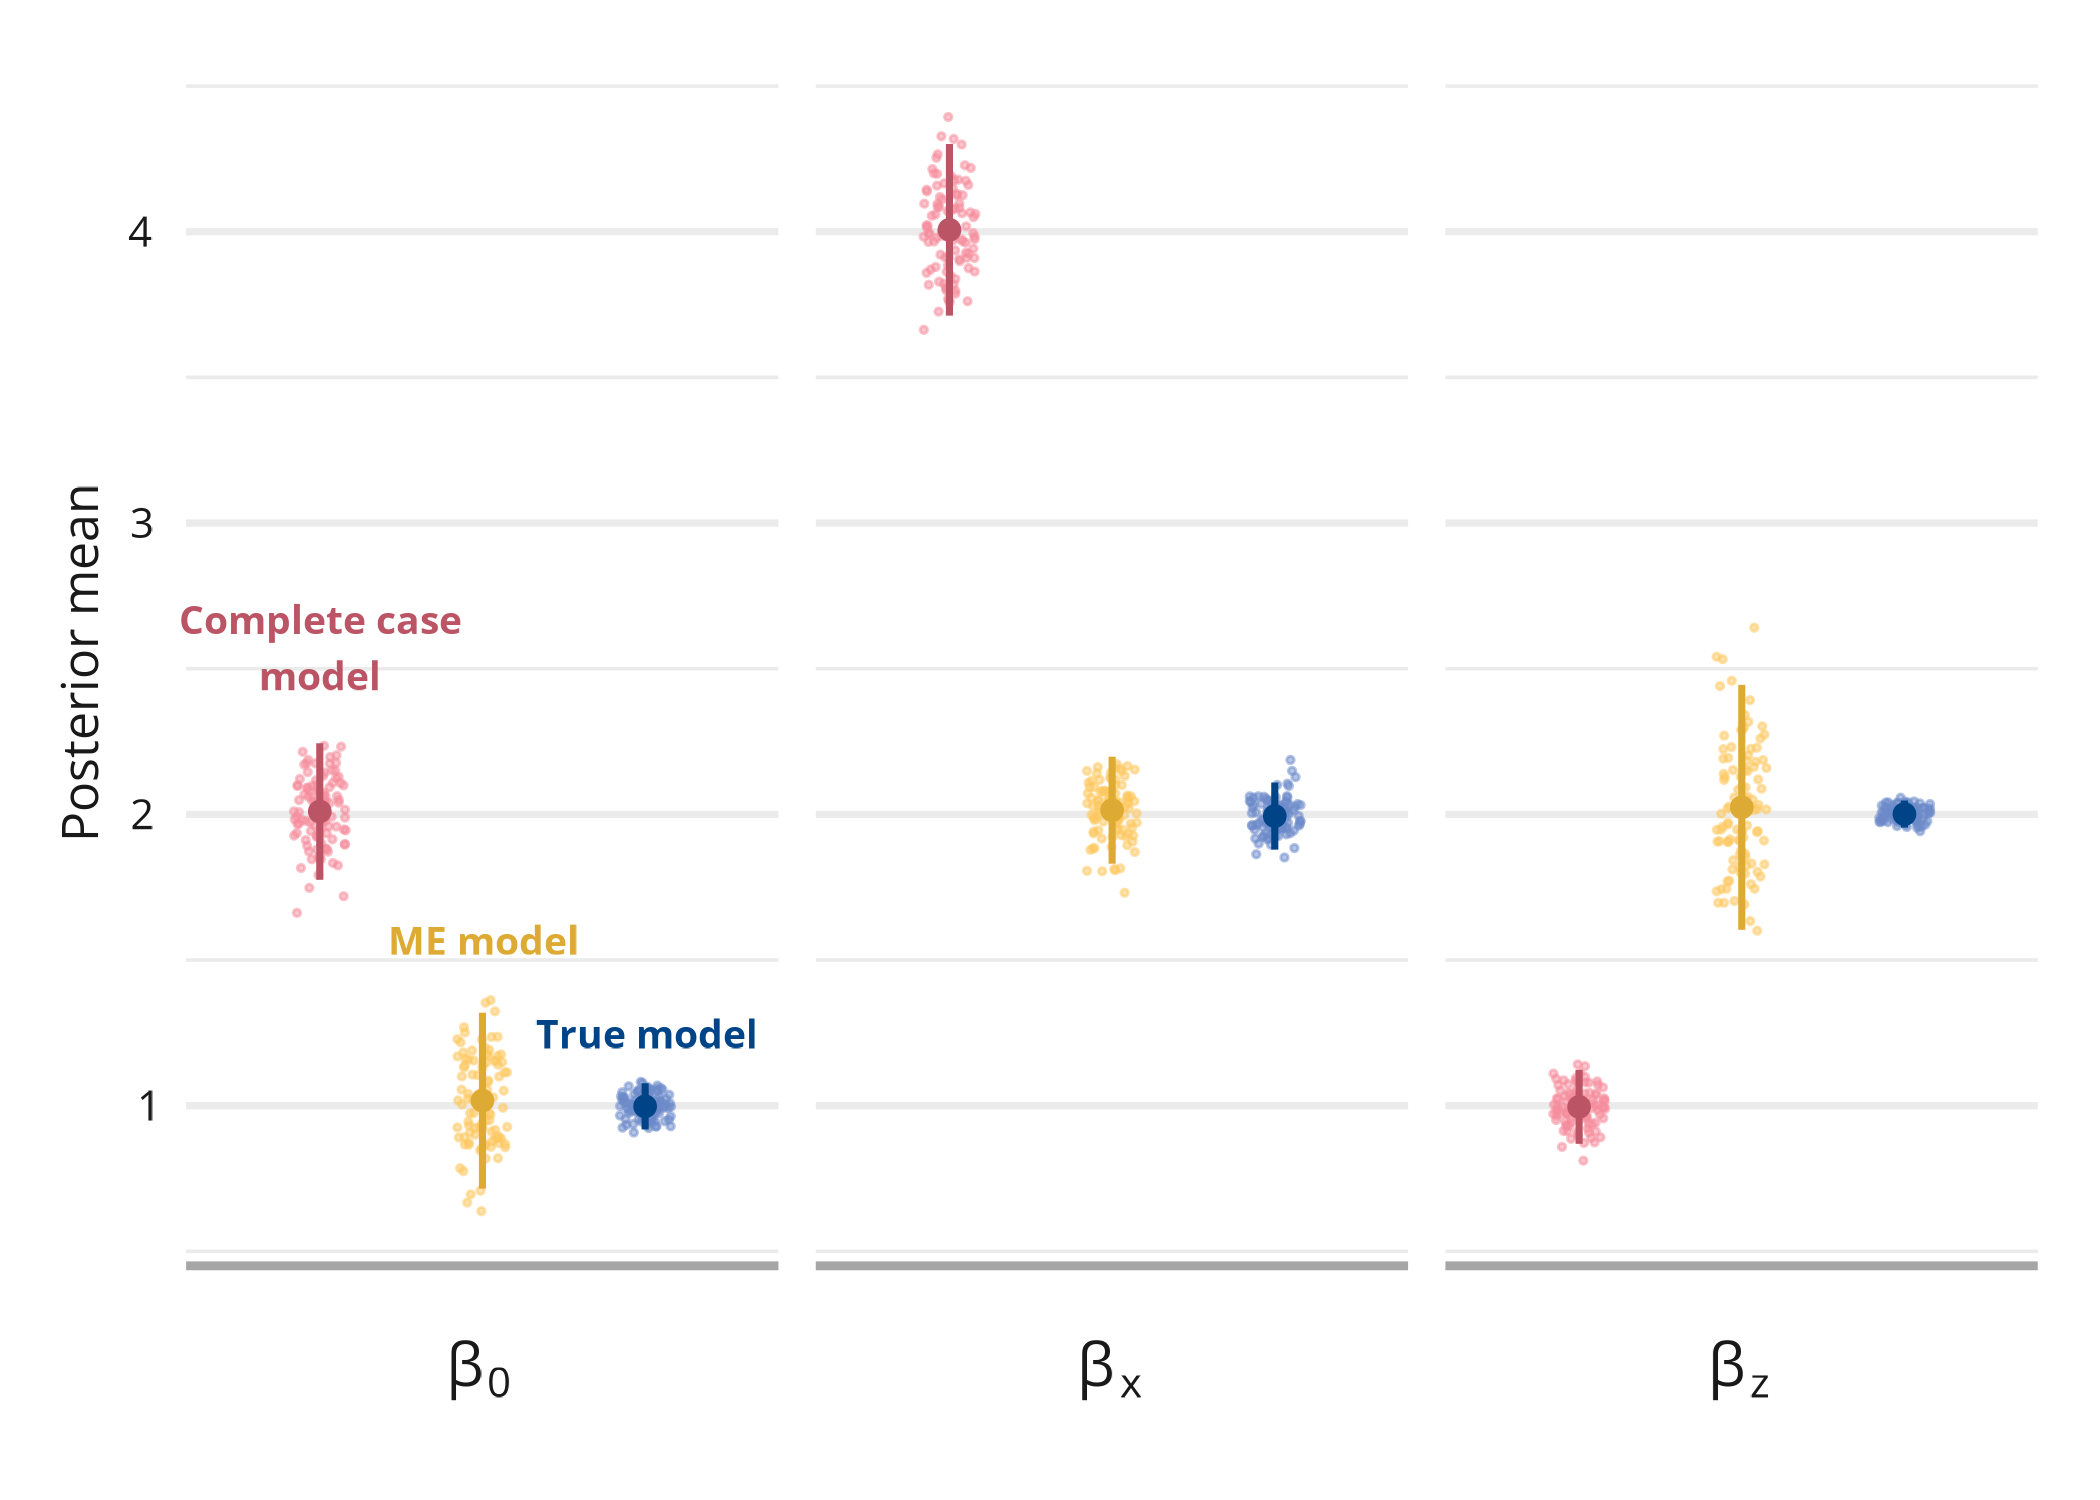 4
3
2
1
Posterior mean
Complete case
model
ME model
True model
β0
βx
βz